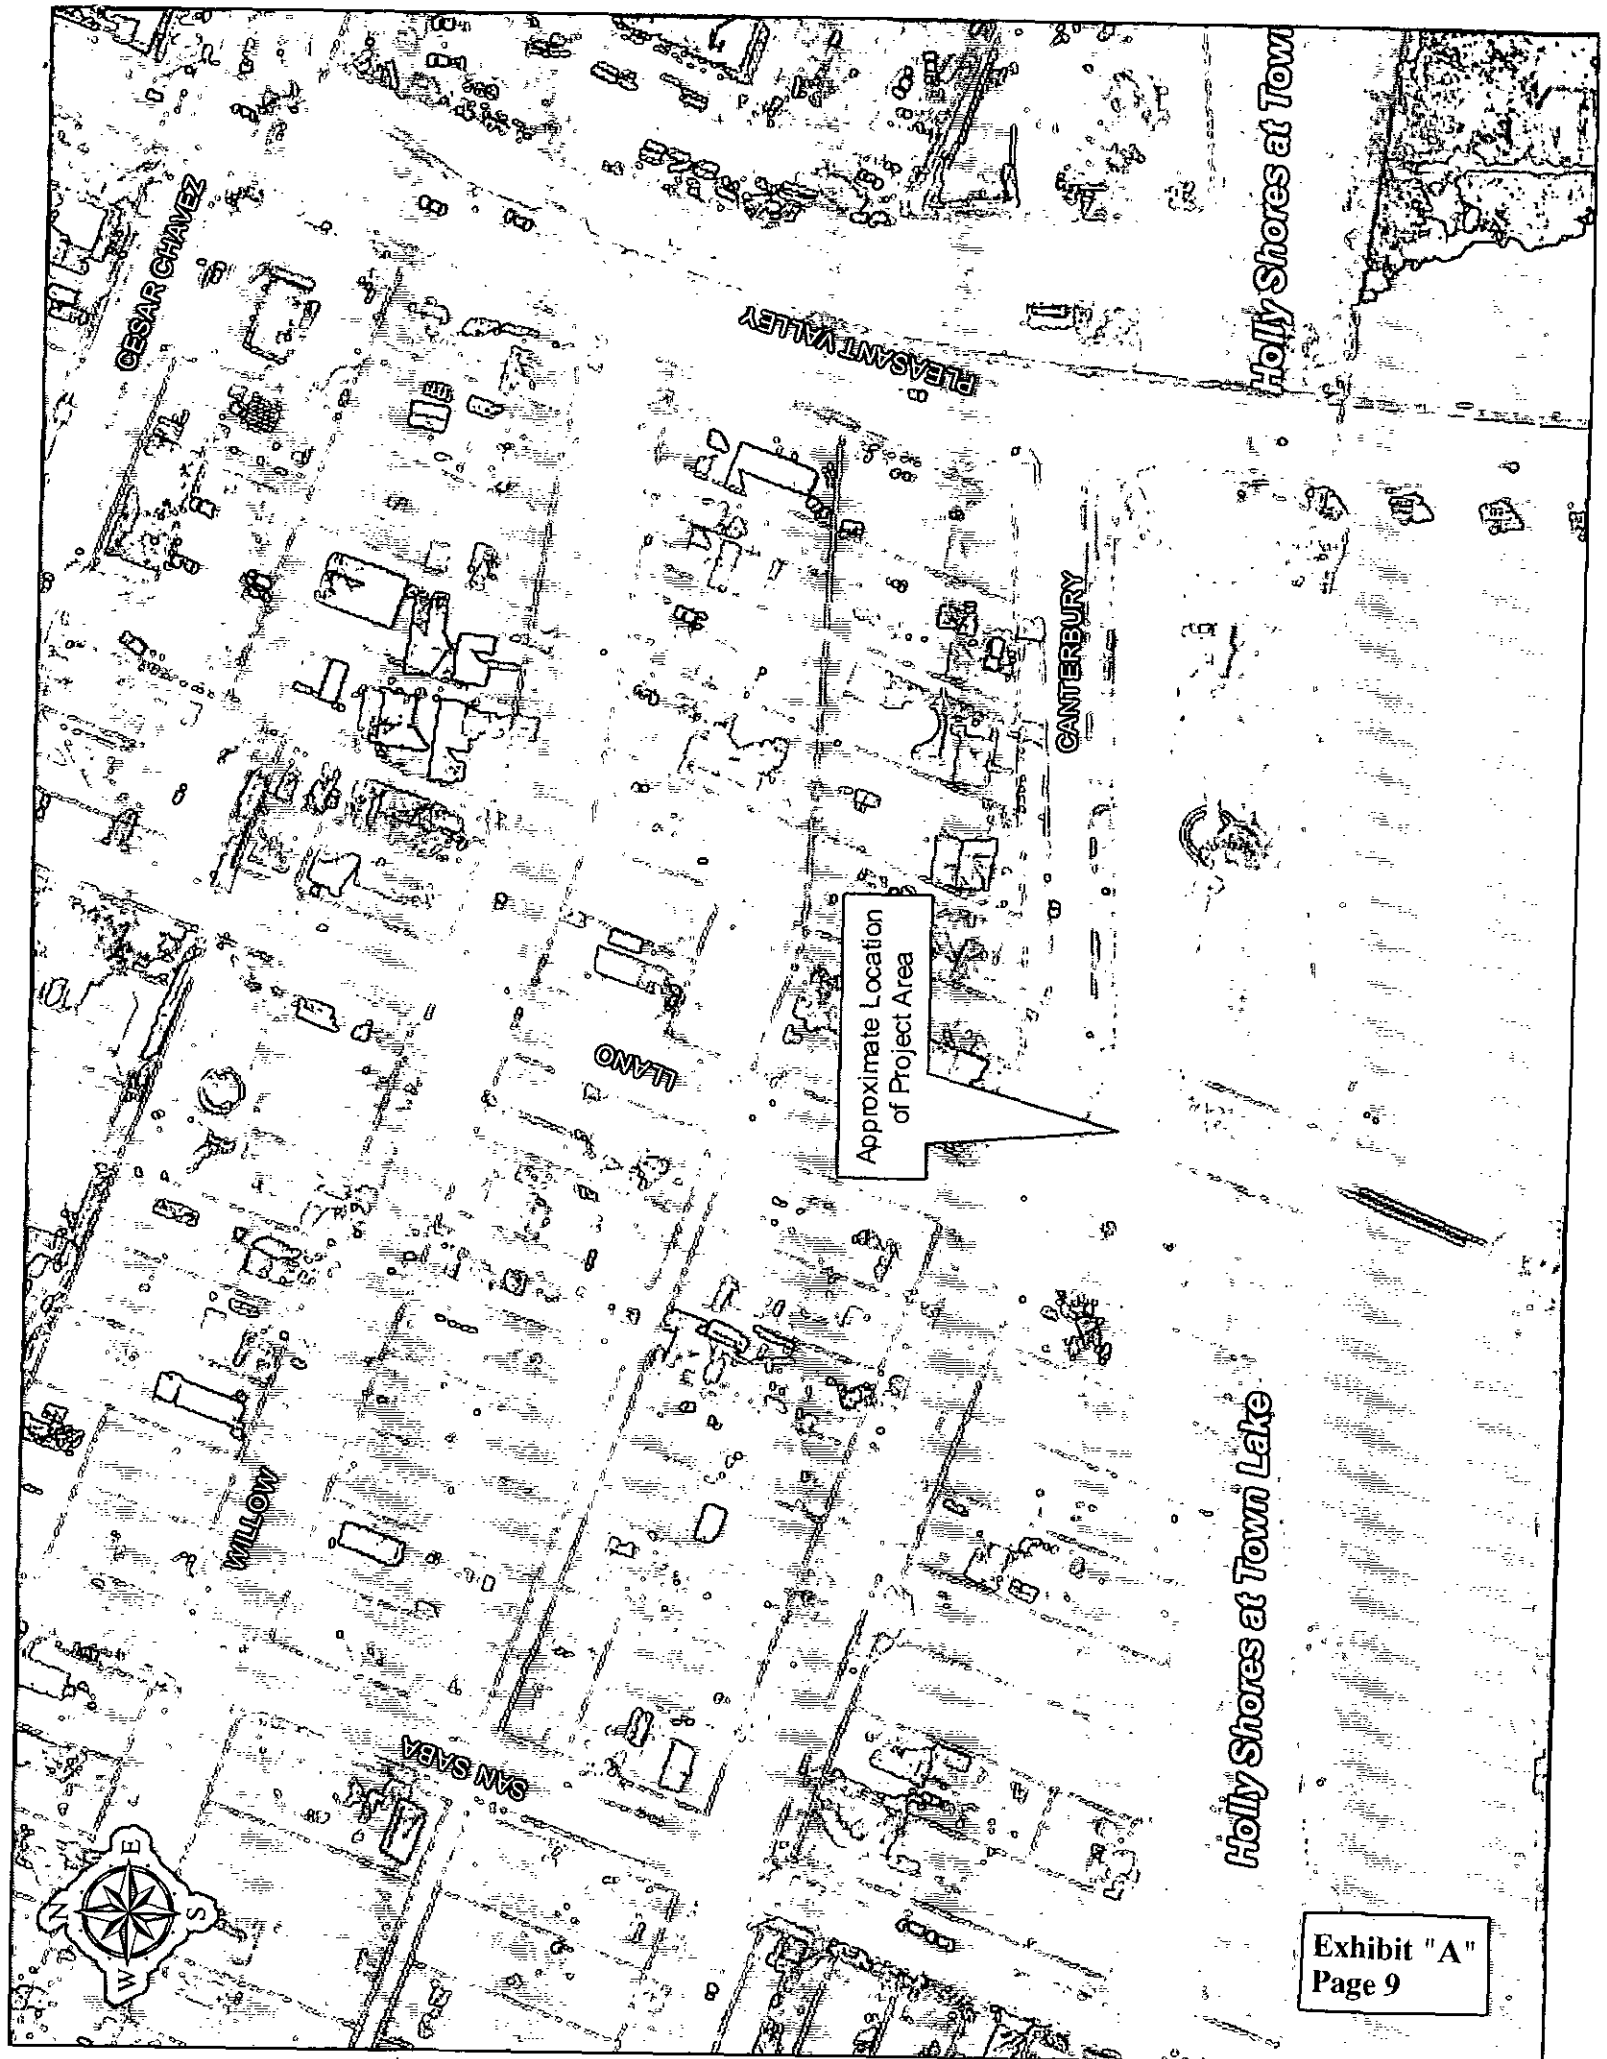 CESAR CHAVEZ
PLEASANT VALLEY
Holly Shores at Town
CANTERBURY
Approximate Location
of Project Area
LLANO
WILLOW
SAN SABA
Holly Shores at Town Lake
N
E
S
W
Exhibit "A"
Page 9